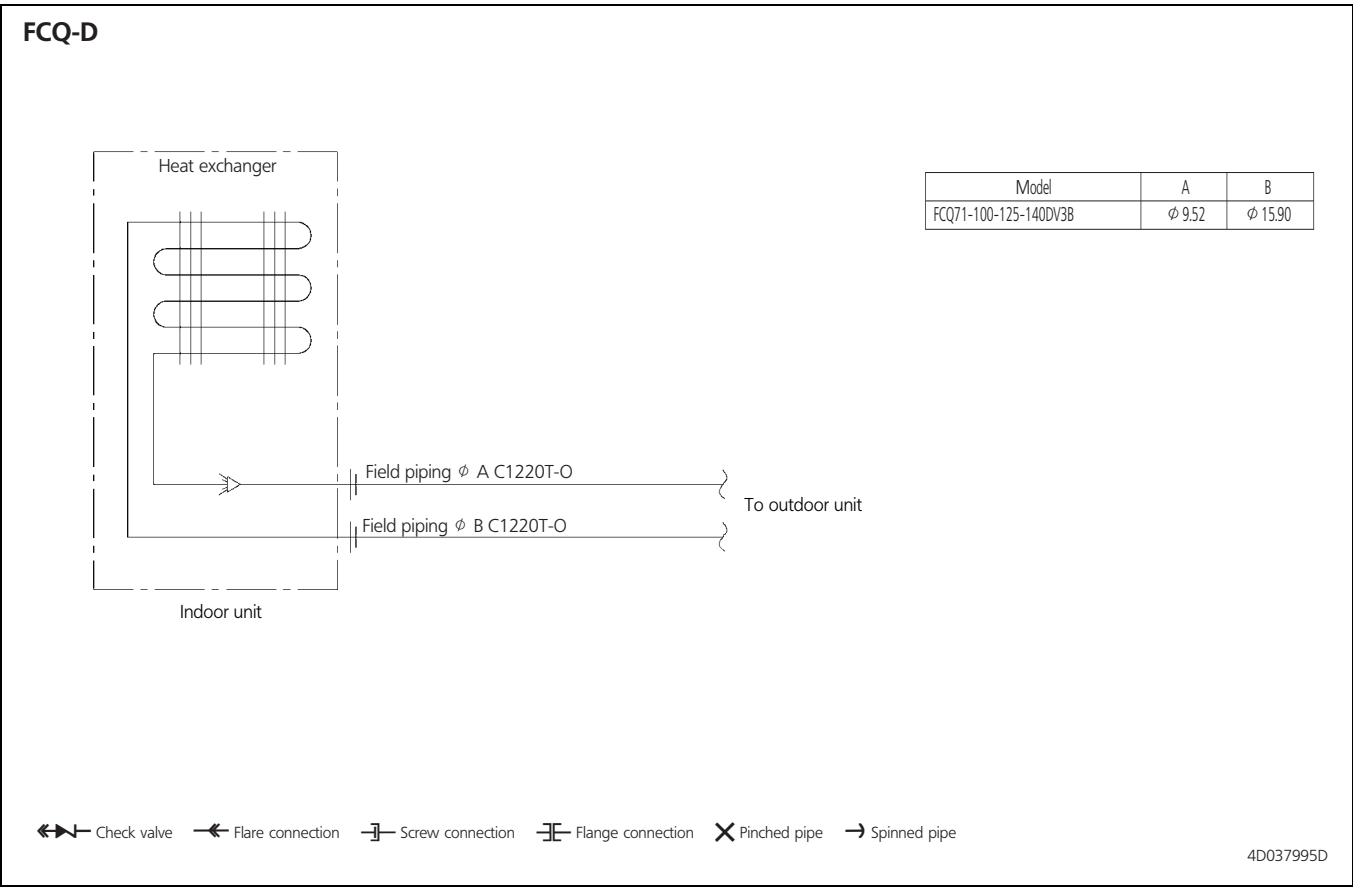 FCQ-D
Heat exchanger
Model A B
FCQ71-100-125-140DV3B ϕ 9.52 ϕ 15.90
Field piping ϕ A C1220T-O
To outdoor unit
Field piping ϕ B C1220T-O
Indoor unit
Check valve Flare connection Screw connection Flange connection Pinched pipe Spinned pipe
4D037995D